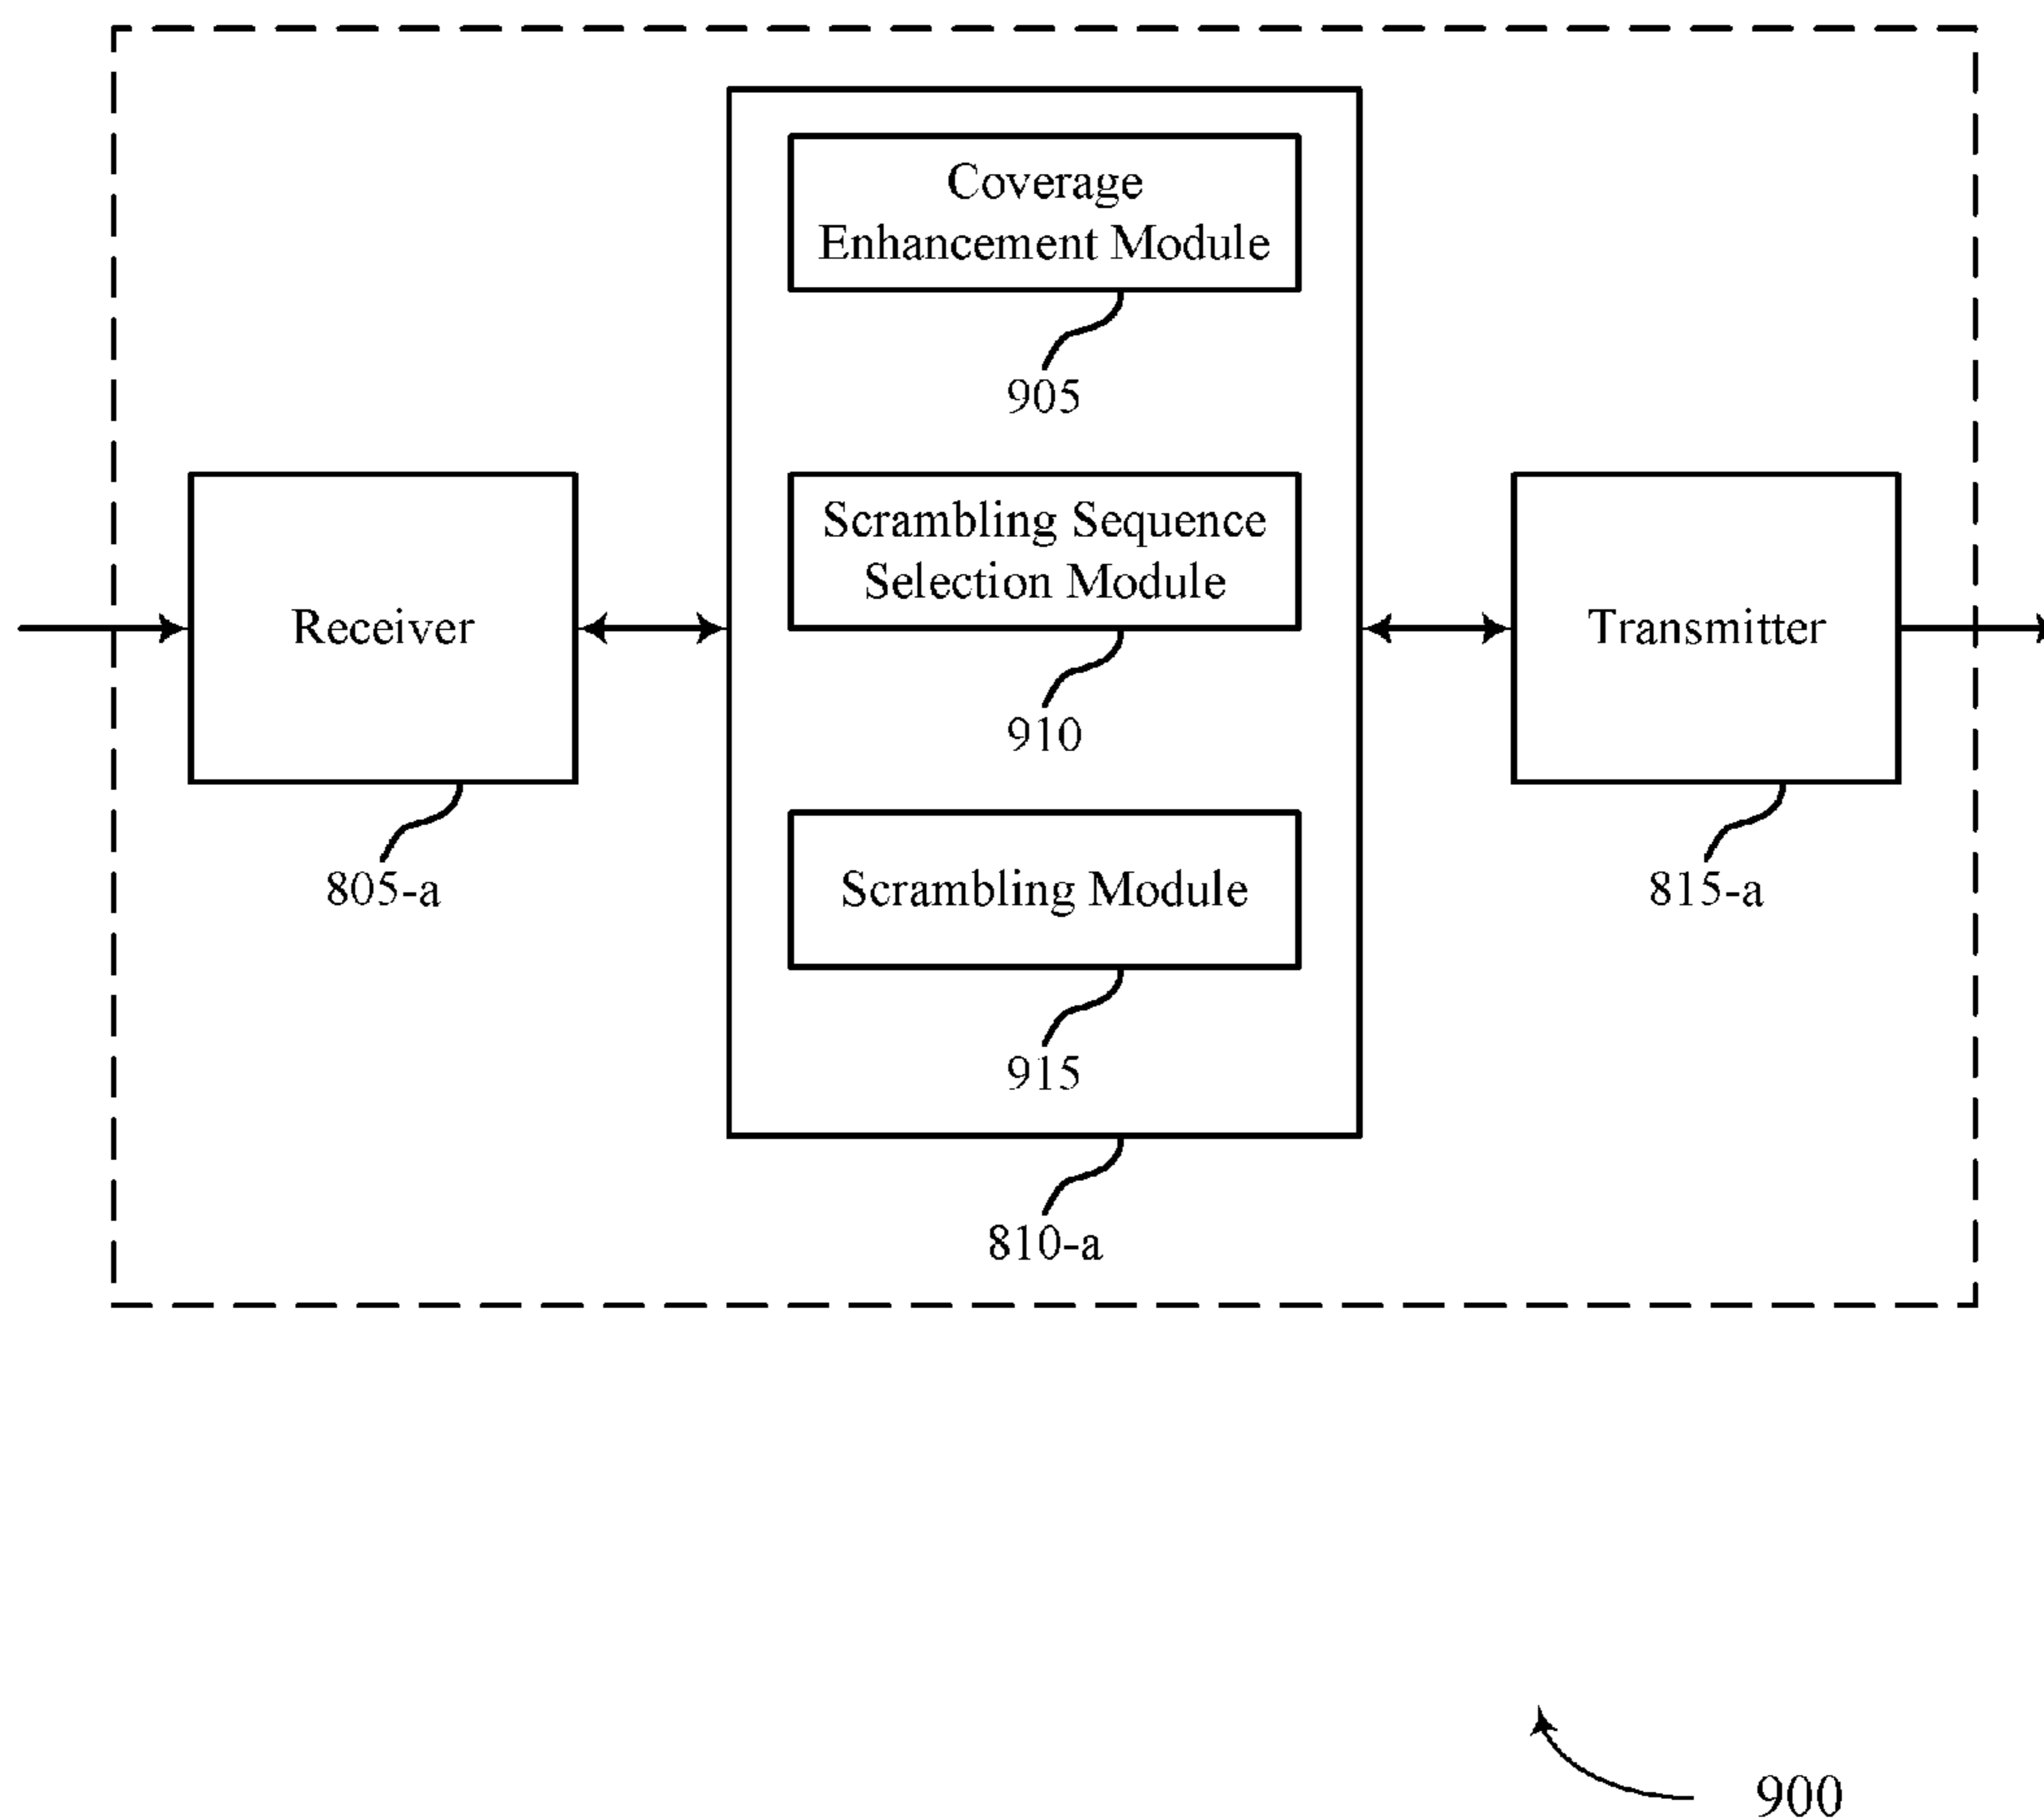 Coverage
Enhancement Module
905
Scrambling Sequence
Selection Module
910
Receiver
805-a
Transmitter
815-a
Scrambling Module
915
810-a
900